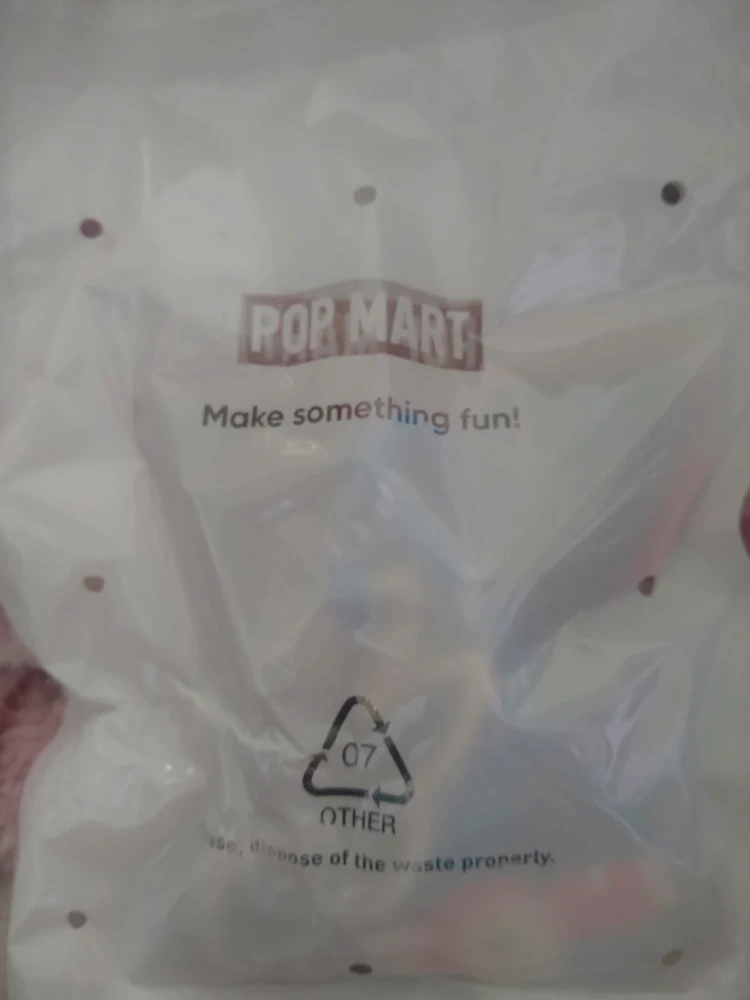 POP MART
Make something fun!
07
OTHER
dispose of the waste properly.